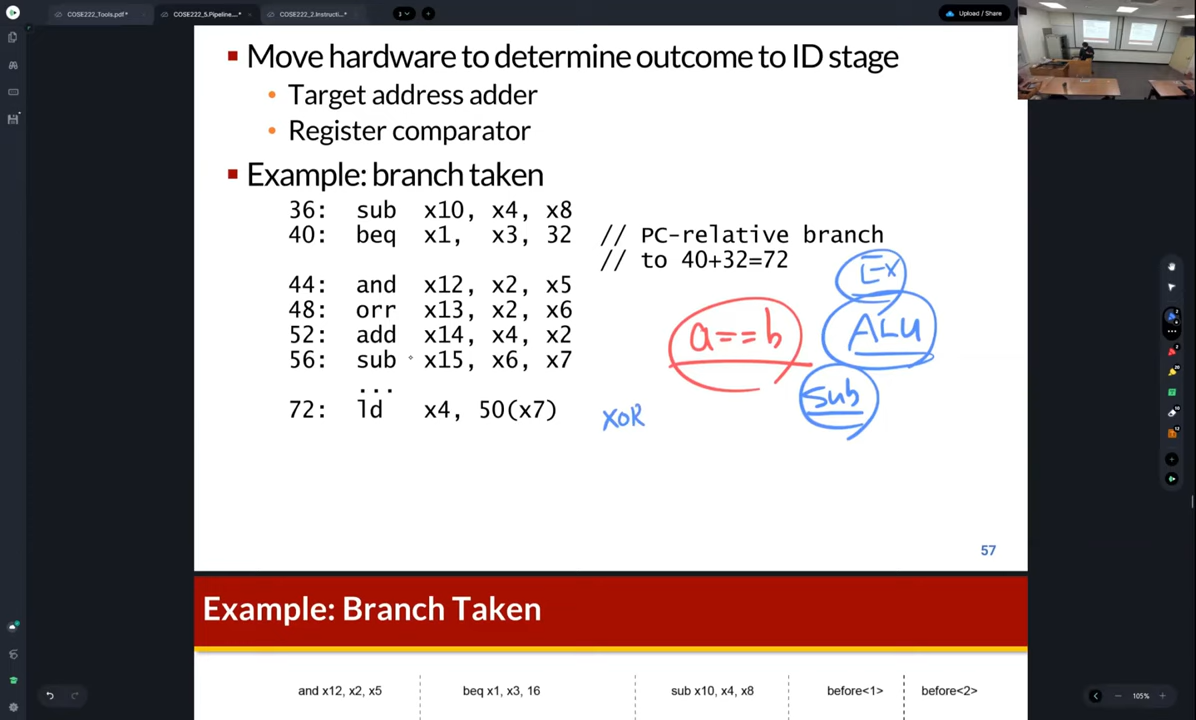 COSE222_Tools.pdf*
COSE222_5.Pipeline....*
COSE222_2.Instructi...*
3
Upload / Share
Move hardware to determine outcome to ID stage
Target address adder
Register comparator
Example: branch taken
36: sub x10, x4, x8
40: beq x1, x3, 32 // PC-relative branch
// to 40+32=72
44: and x12, x2, x5
48: orr x13, x2, x6
52: add x14, x4, x2
56: sub x15, x6, x7
...
72: ld x4, 50(x7)
Ex
a==b
ALU
sub
XOR
57
Example: Branch Taken
and x12, x2, x5
beq x1, x3, 16
sub x10, x4, x8
before<1>
before<2>
105%